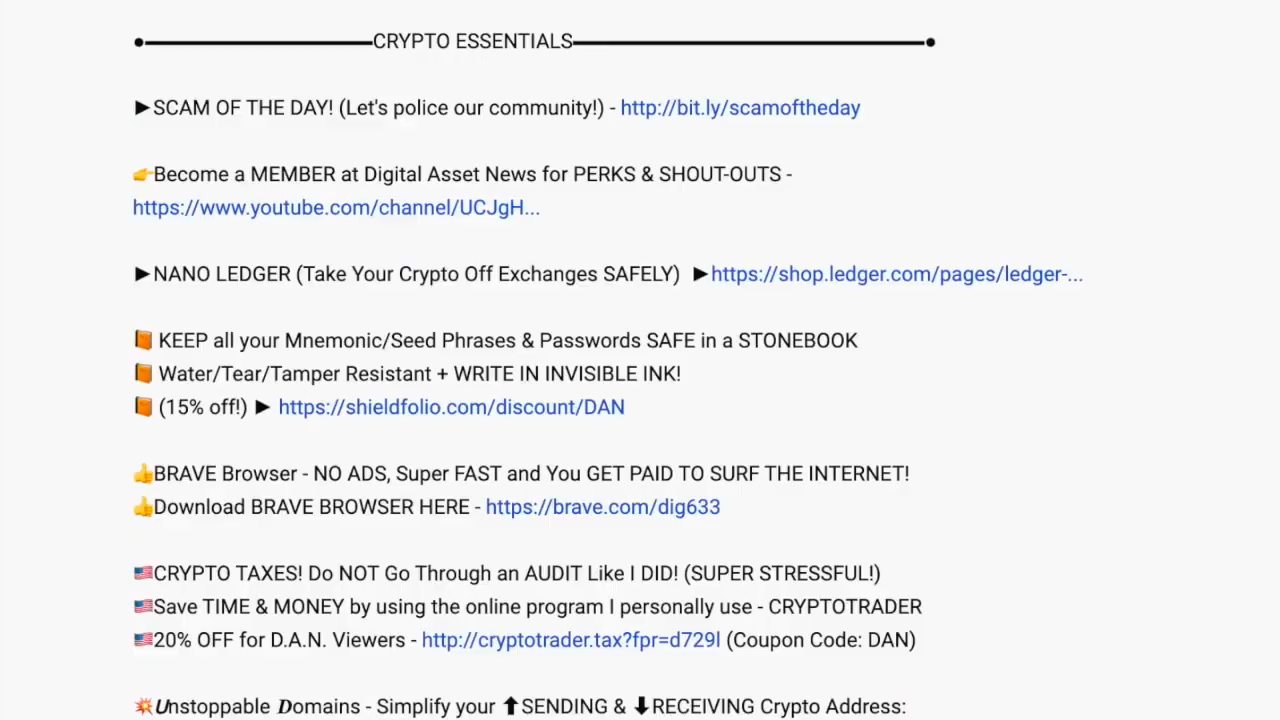 ●━━━━━━━━━━━━CRYPTO ESSENTIALS━━━━━━━━━━━━━━━━━━●
►SCAM OF THE DAY! (Let's police our community!) - http://bit.ly/scamoftheday
👉Become a MEMBER at Digital Asset News for PERKS & SHOUT-OUTS -
https://www.youtube.com/channel/UCJgH...
►NANO LEDGER (Take Your Crypto Off Exchanges SAFELY) ►https://shop.ledger.com/pages/ledger-...
📙 KEEP all your Mnemonic/Seed Phrases & Passwords SAFE in a STONEBOOK
📙 Water/Tear/Tamper Resistant + WRITE IN INVISIBLE INK!
📙 (15% off!) ► https://shieldfolio.com/discount/DAN
👍BRAVE Browser - NO ADS, Super FAST and You GET PAID TO SURF THE INTERNET!
👍Download BRAVE BROWSER HERE - https://brave.com/dig633
🇺🇸CRYPTO TAXES! Do NOT Go Through an AUDIT Like I DID! (SUPER STRESSFUL!)
🇺🇸Save TIME & MONEY by using the online program I personally use - CRYPTOTRADER
🇺🇸20% OFF for D.A.N. Viewers - http://cryptotrader.tax?fpr=d729l (Coupon Code: DAN)
💥𝙐nstoppable 𝑫omains - Simplify your ⬆SENDING & ⬇RECEIVING Crypto Address: